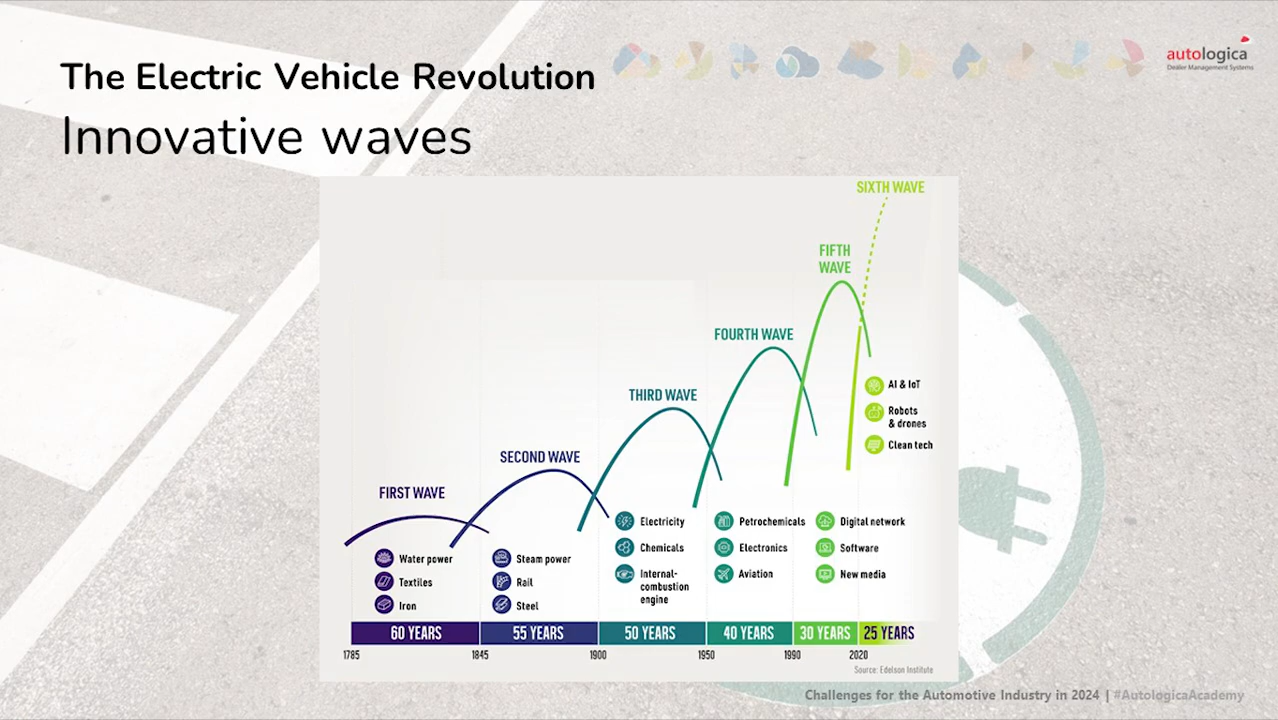 The Electric Vehicle Revolution
autologica
Dealer Management Systems
Innovative waves
SIXTH WAVE
FIFTH
WAVE
FOURTH WAVE
THIRD WAVE
SECOND WAVE
FIRST WAVE
Water power
Textiles
Iron
Steam power
Rail
Steel
Electricity
Chemicals
Internal-
combustion
engine
Petrochemicals
Electronics
Aviation
Digital network
Software
New media
AI & IoT
Robots
& drones
Clean tech
60 YEARS
55 YEARS
50 YEARS
40 YEARS
30 YEARS
25 YEARS
1785
1845
1900
1950
1990
2020
Source: Edelson Institute
Challenges for the Automotive Industry in 2024 | #AutologicaAcademy